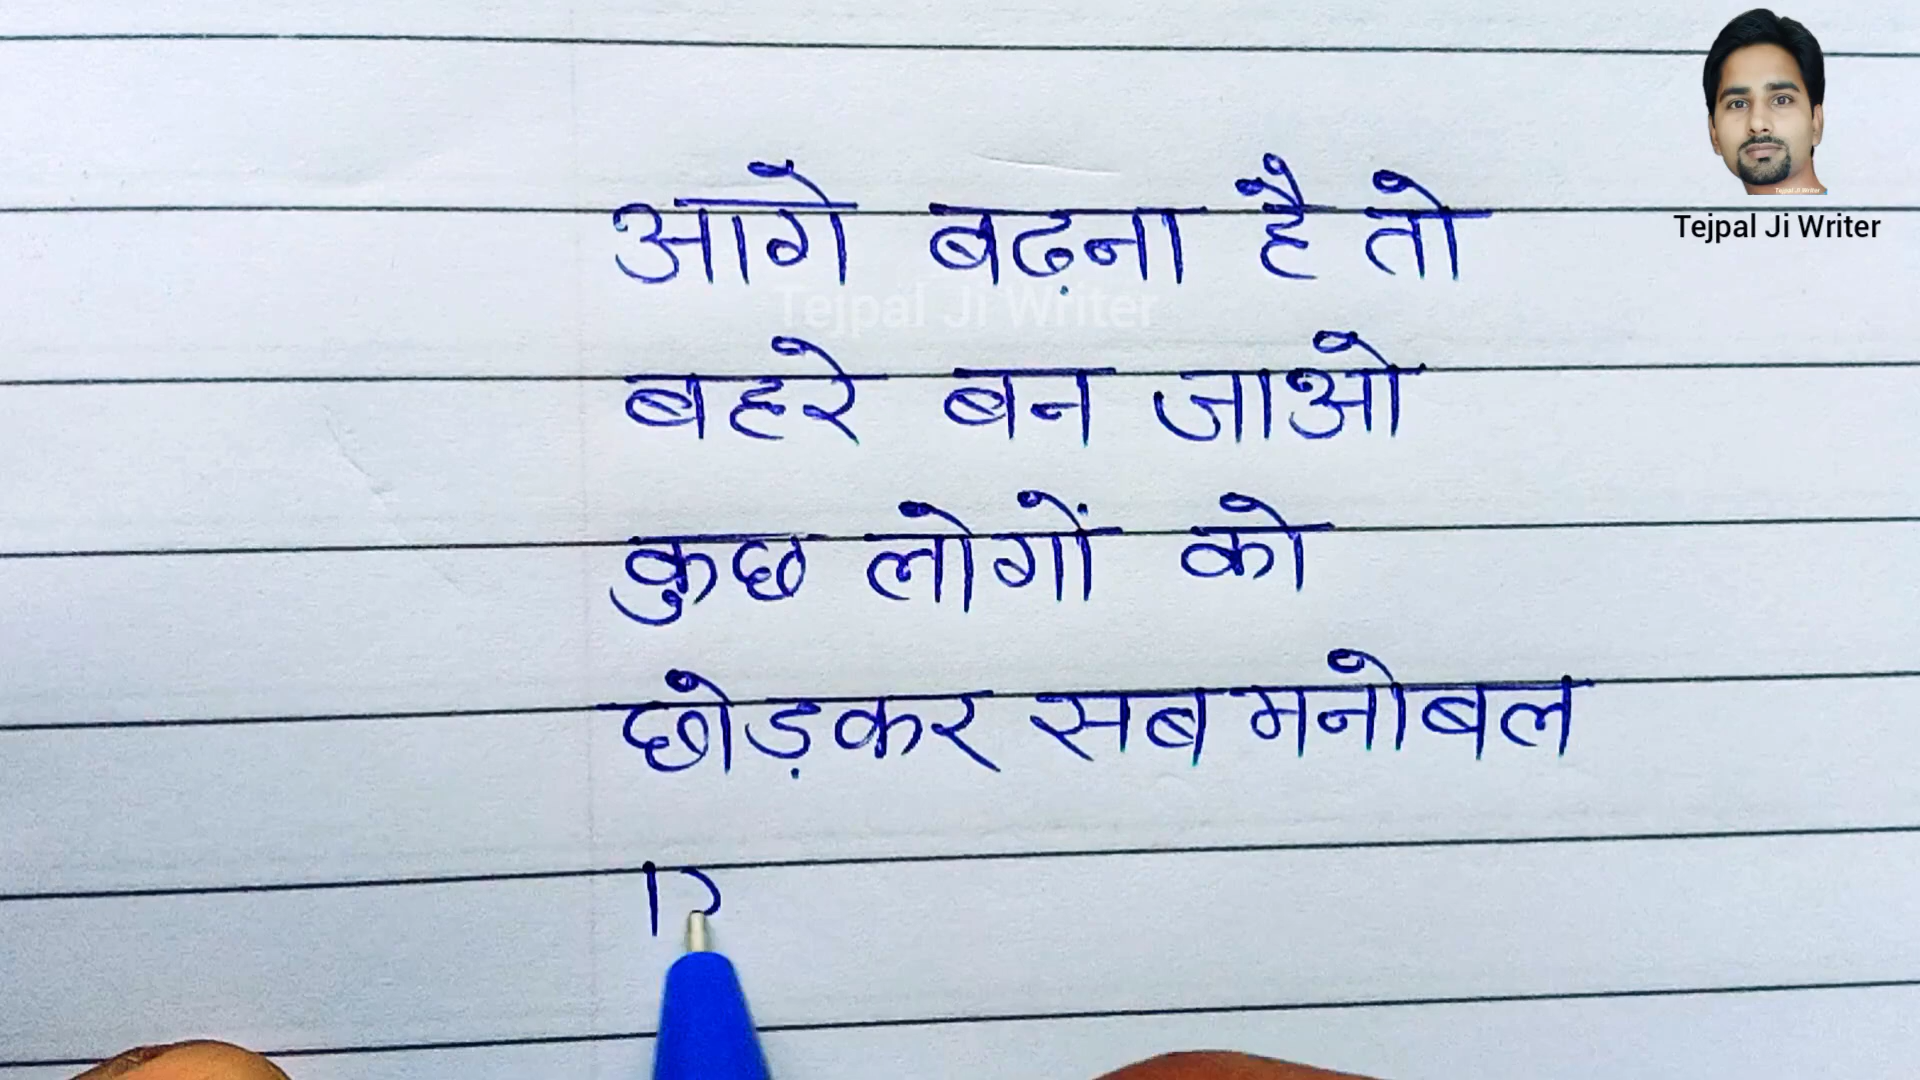 Tejpal Ji Writer
आगे बढ़ना है तो
Tejpal Ji Writer
बहरे बन जाओ
कुछ लोगों को
छोड़कर सब मनोबल